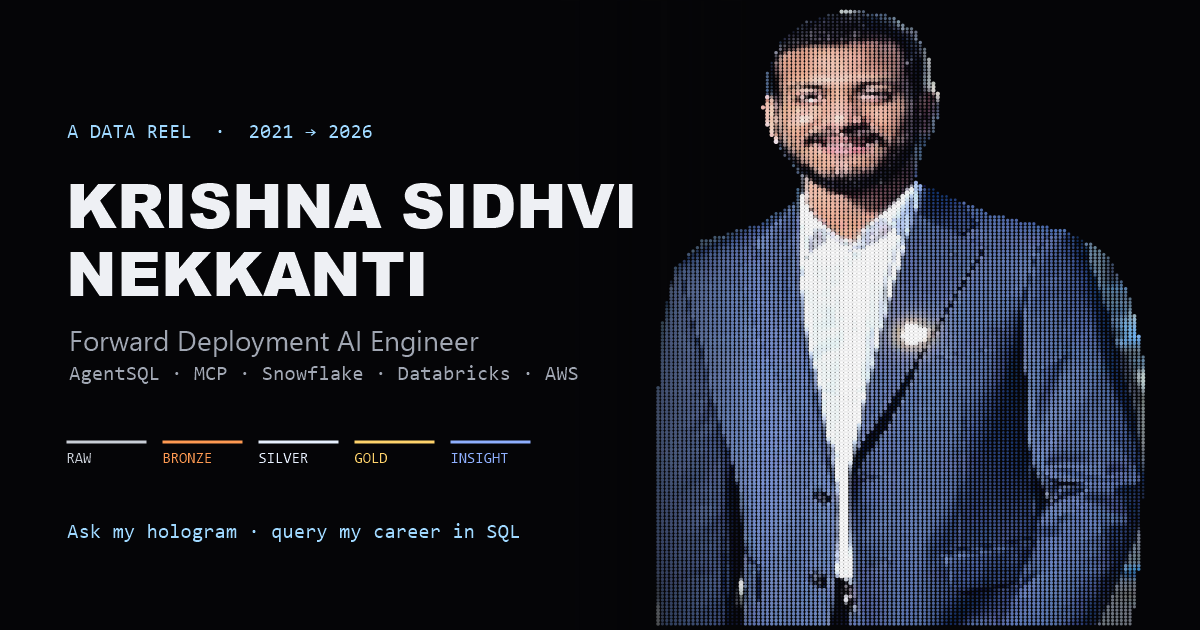 A DATA REEL · 2021 → 2026
KRISHNA SIDHVI
NEKKANTI
Forward Deployment AI Engineer
AgentSQL · MCP · Snowflake · Databricks · AWS
RAW BRONZE SILVER GOLD INSIGHT
Ask my hologram · query my career in SQL